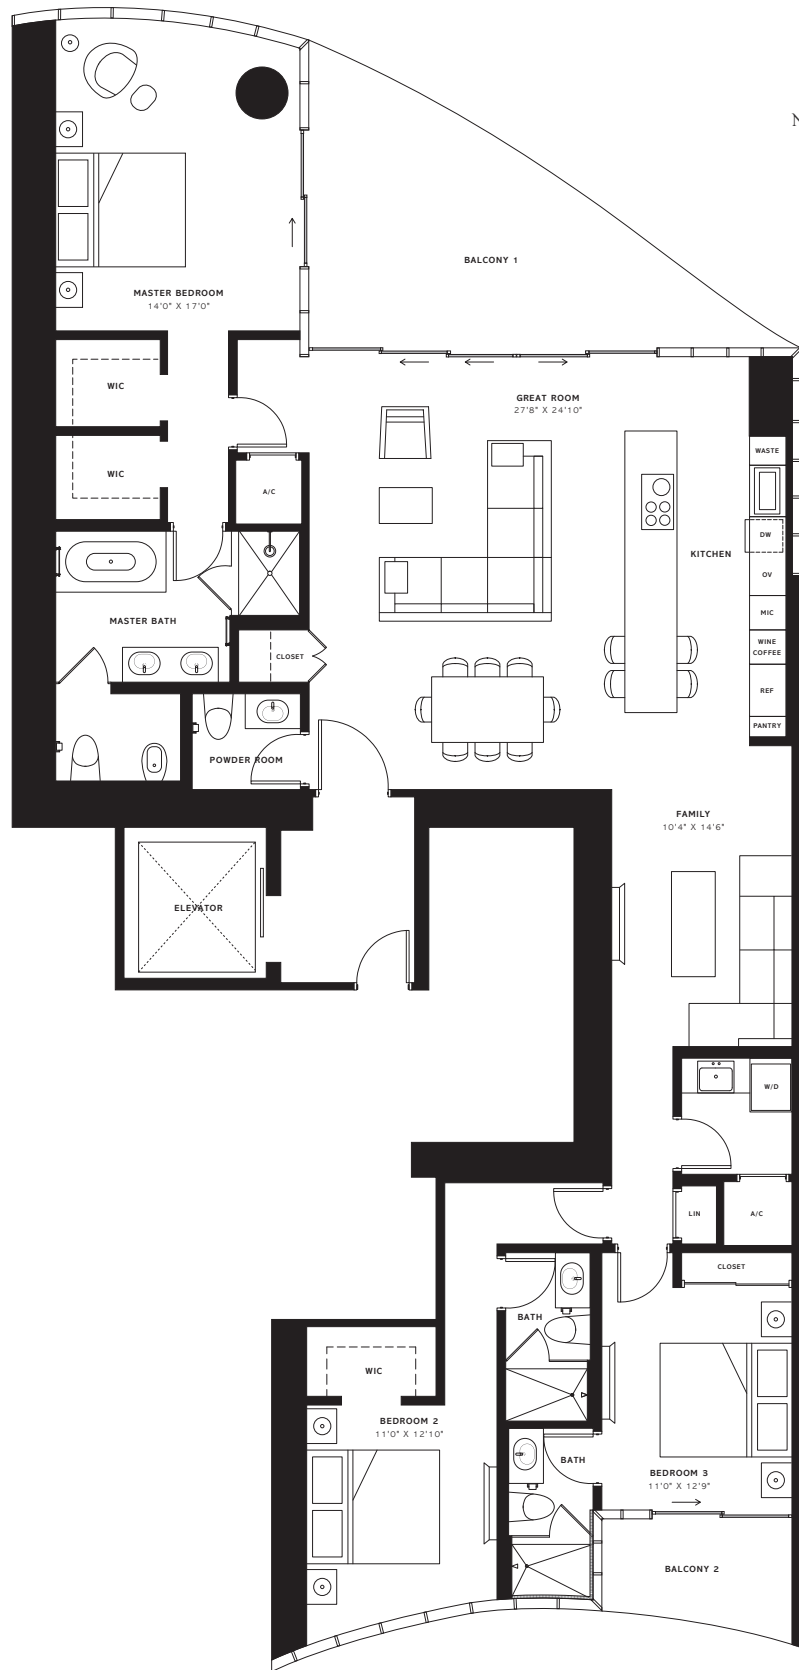 N
BALCONY 1
MASTER BEDROOM
14'0" X 17'0"
WIC
GREAT ROOM
27'8" X 24'10"
WASTE
WIC
A/C
DW
KITCHEN
OV
MIC
MASTER BATH
WINE
COFFEE
CLOSET
REF
PANTRY
POWDER ROOM
FAMILY
10'4" X 14'6"
ELEVATOR
W/D
LIN
A/C
CLOSET
BATH
WIC
BEDROOM 2
11'0" X 12'10"
BATH
BEDROOM 3
11'0" X 12'9"
BALCONY 2